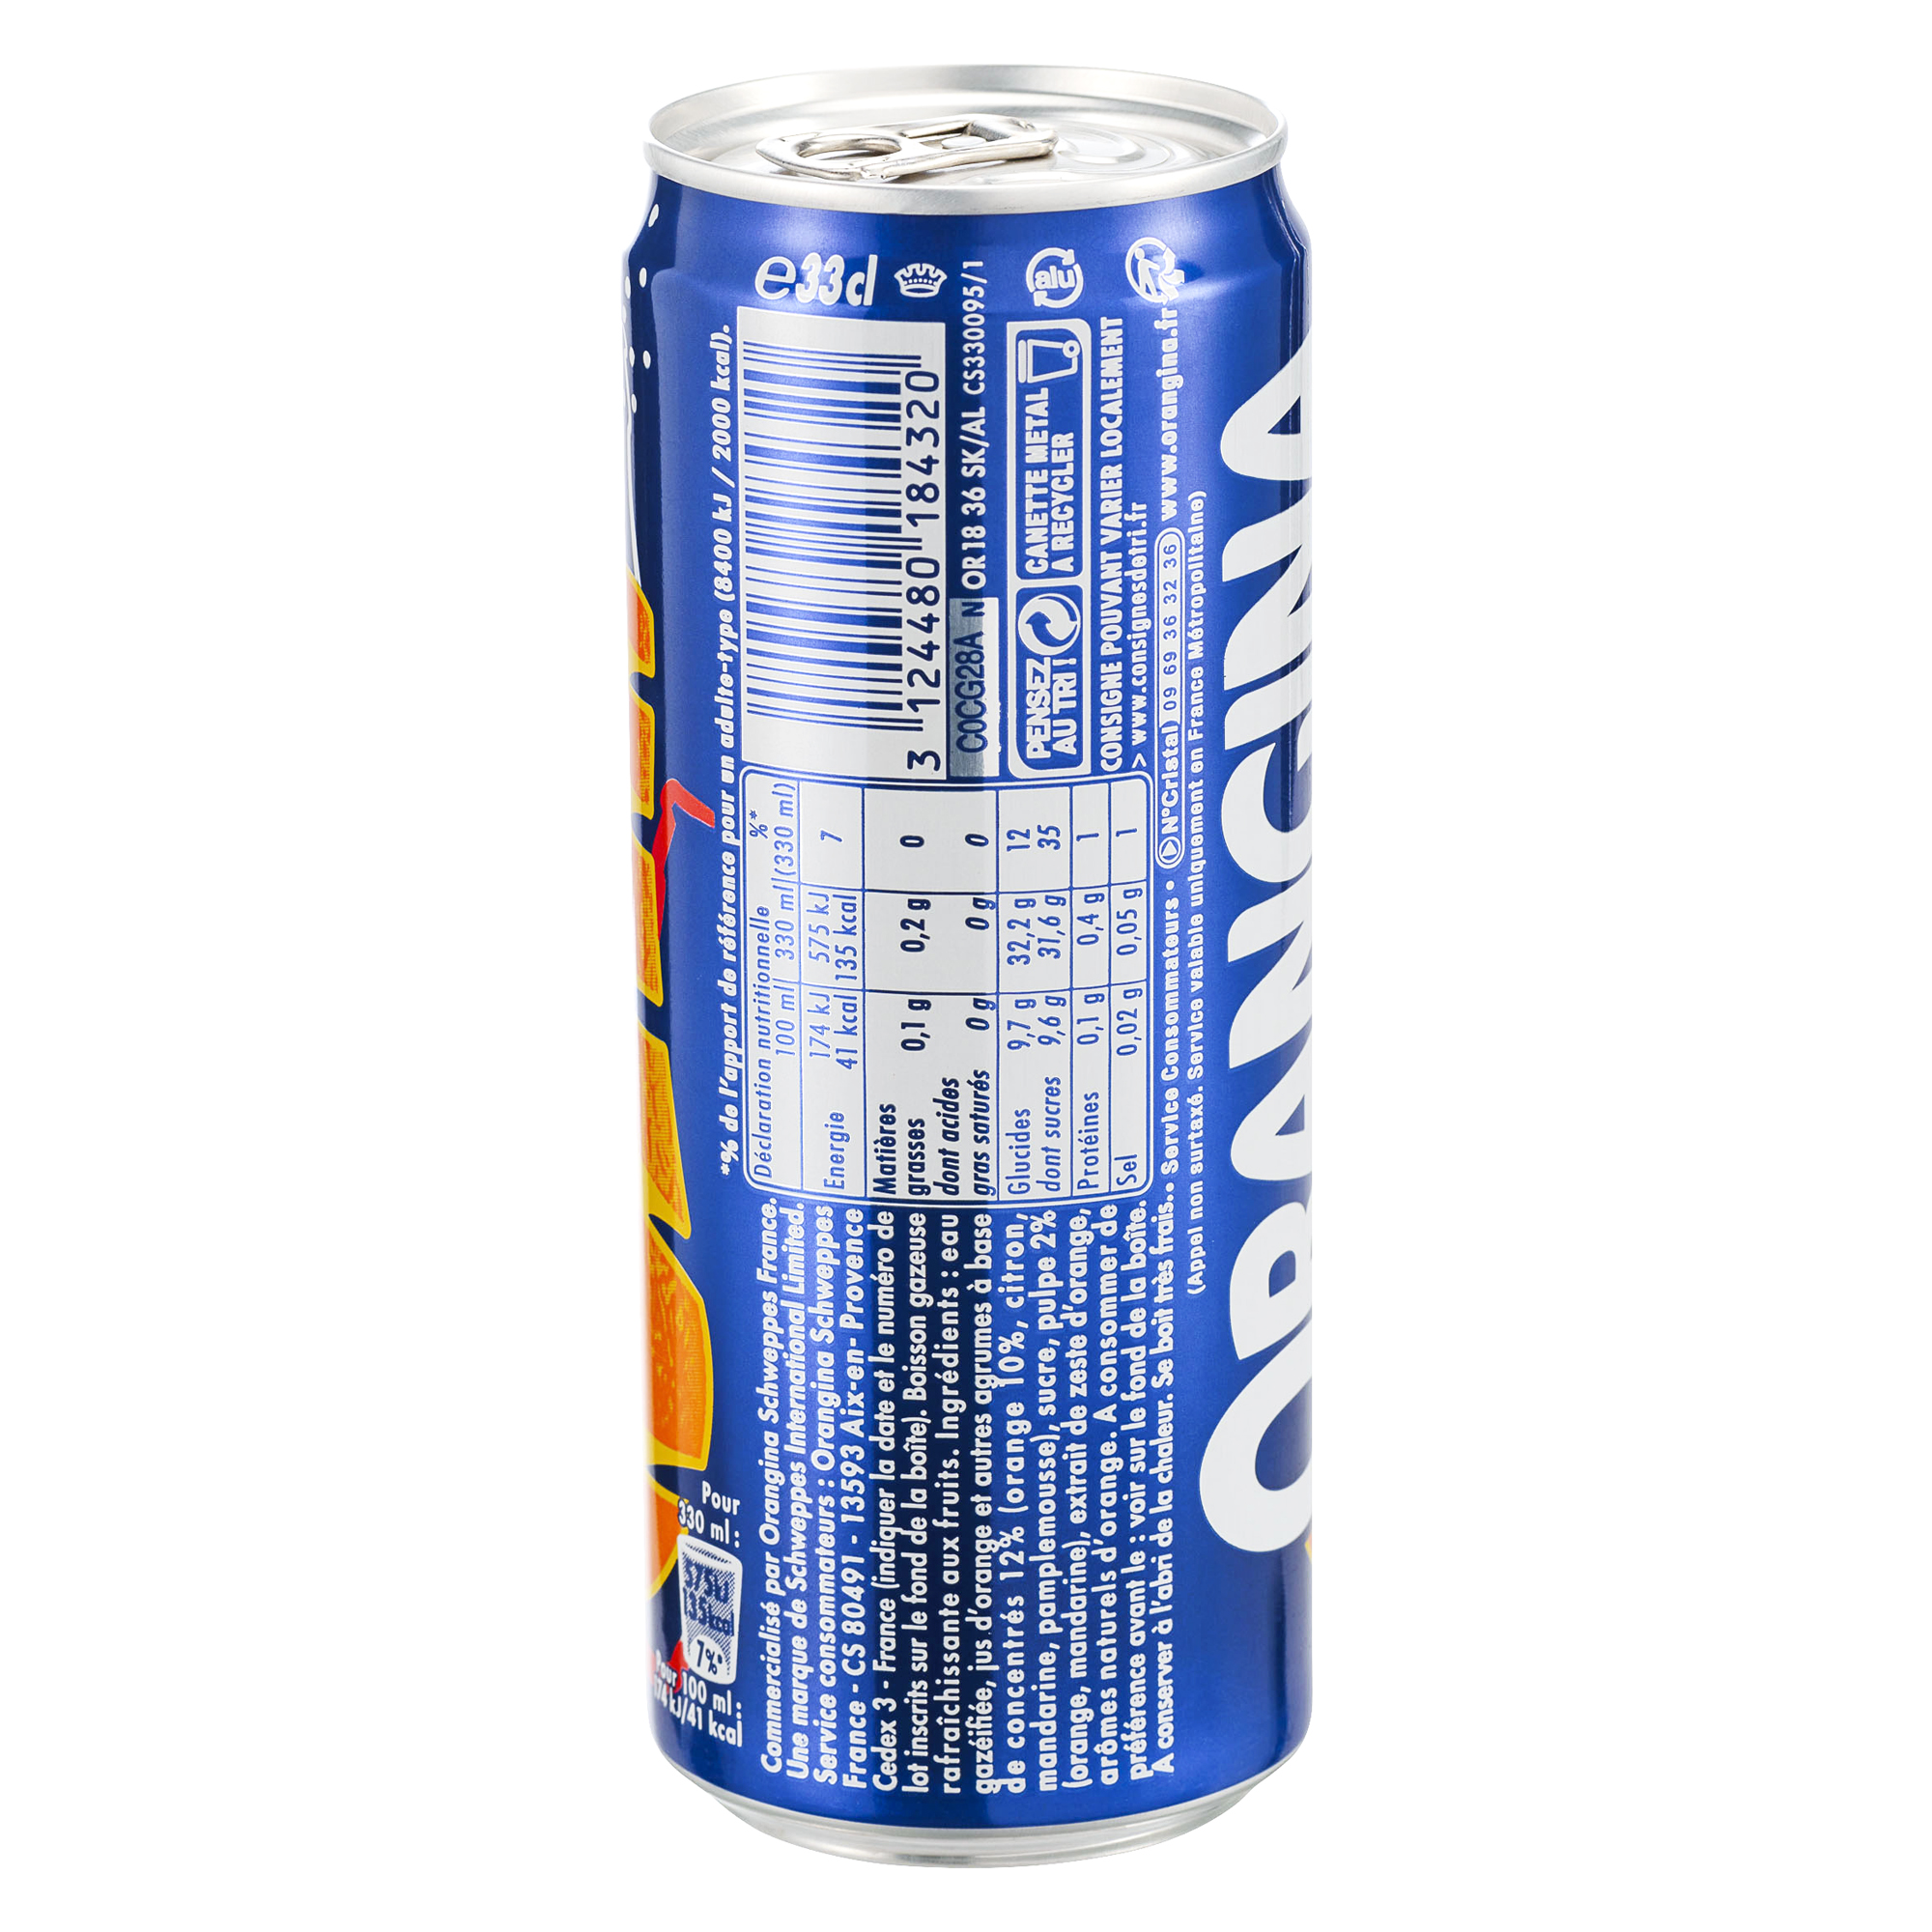 e33cl
*% de l'apport de référence pour un adulte-type (8400 kJ / 2000 kcal).
3 124480 184320
C0CG28A N OR18 36 SK/AL CS330095/1
PENSEZ
AU TRI !
CANETTE METAL
A RECYCLER
alu
CONSIGNE POUVANT VARIER LOCALEMENT
> www.consignesdetri.fr
Déclaration nutritionnelle %*
100 ml 330 ml (330 ml)
Energie 174 kJ 575 kJ 7
41 kcal 135 kcal
Matières
grasses 0,1 g 0,2 g 0
dont acides
gras saturés 0 g 0 g 0
Glucides 9,7 g 32,2 g 12
dont sucres 9,6 g 31,6 g 35
Protéines 0,1 g 0,4 g 1
Sel 0,02 g 0,05 g 1
Commercialisé par Orangina Schweppes France.
Une marque de Schweppes International Limited.
Service consommateurs : Orangina Schweppes
France - CS 80491 - 13593 Aix-en-Provence
Cedex 3 - France (indiquer la date et le numéro de
lot inscrits sur le fond de la boîte). Boisson gazeuse
rafraîchissante aux fruits. Ingrédients : eau
gazéifiée, jus d'orange et autres agrumes à base
de concentrés 12% (orange 10%, citron,
mandarine, pamplemousse), sucre, pulpe 2%
(orange, mandarine), extrait de zeste d'orange,
arômes naturels d'orange. A consommer de
préférence avant le : voir sur le fond de la boîte.
A conserver à l'abri de la chaleur. Se boit très frais. • Service Consommateurs • N°Cristal 09 69 36 32 36 www.orangina.fr
(Appel non surtaxé. Service valable uniquement en France Métropolitaine)
Pour
330 ml :
575kJ
135kcal
7%*
Pour 100 ml :
174 kJ/41 kcal
ORANGINA